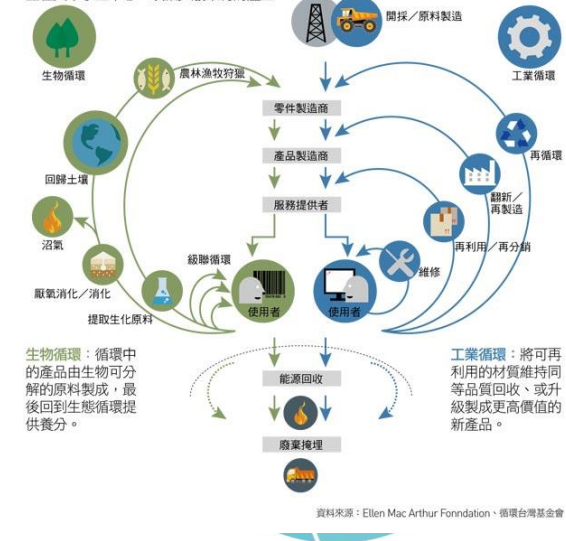 開採／原料製造
生物循環
農林漁牧狩獵
工業循環
零件製造商
再循環
產品製造商
回歸土壤
翻新／
再製造
服務提供者
沼氣
再利用／再分銷
級聯循環
維修
厭氧消化／消化
提取生化原料
使用者
使用者
生物循環：循環中
的產品由生物可分
解的原料製成，最
後回到生態循環提
供養分。
能源回收
廢棄掩埋
工業循環：將可再
利用的材質維持同
等品質回收、或升
級製成更高價值的
新產品。
資料來源：Ellen Mac Arthur Fonndation、循環台灣基金會